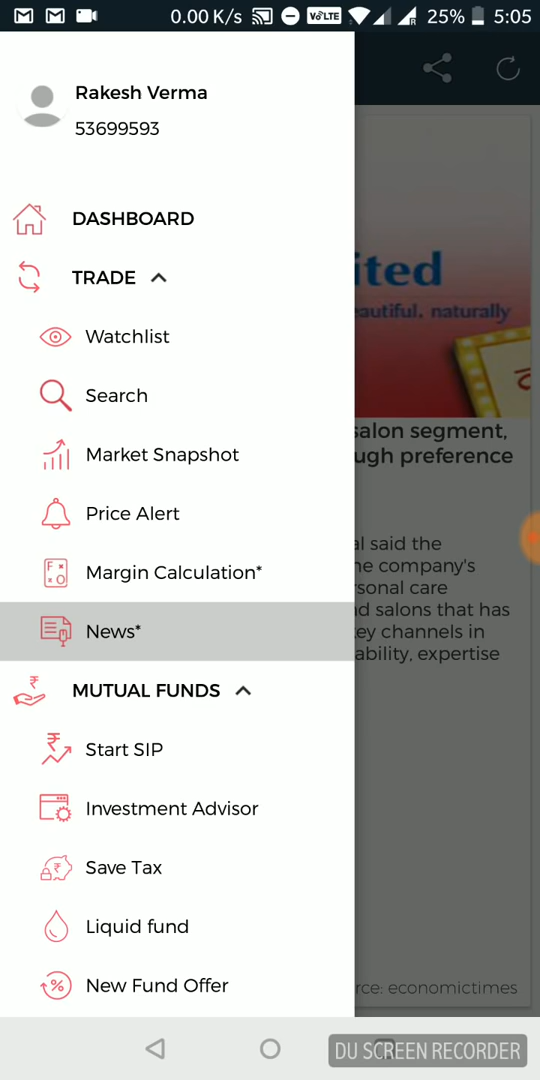 0.00 K/s VoLTE R 25% 5:05
Rakesh Verma
53699593
DASHBOARD
TRADE
Watchlist
Search
Market Snapshot
Price Alert
Margin Calculation*
News*
MUTUAL FUNDS
Start SIP
Investment Advisor
Save Tax
Liquid fund
New Fund Offer
ited
eautiful, naturally
salon segment,
ugh preference
al said the
he company's
rsonal care
nd salons that has
key channels in
ability, expertise
rce: economictimes
DU SCREEN RECORDER